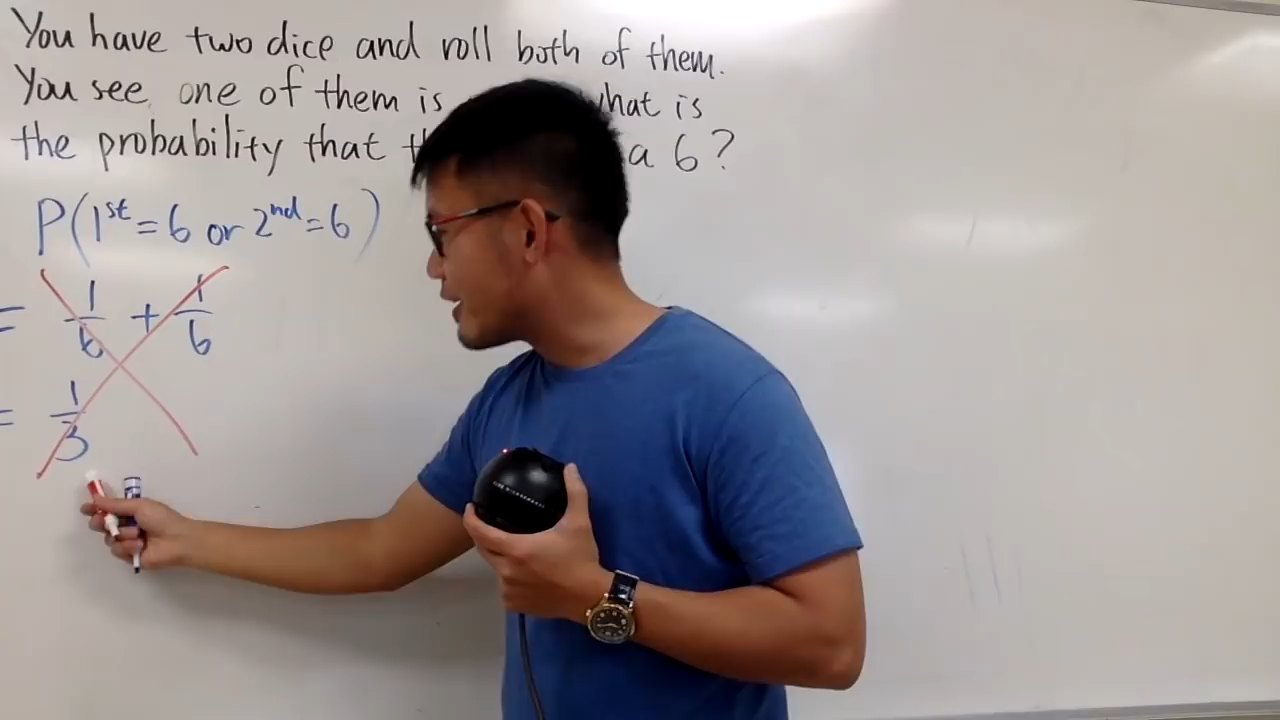 You have two dice and roll both of them.
You see one of them is what is
the probability that a 6?
P(1st = 6 or 2nd = 6)
= 1/6 + 1/6
= 1/3